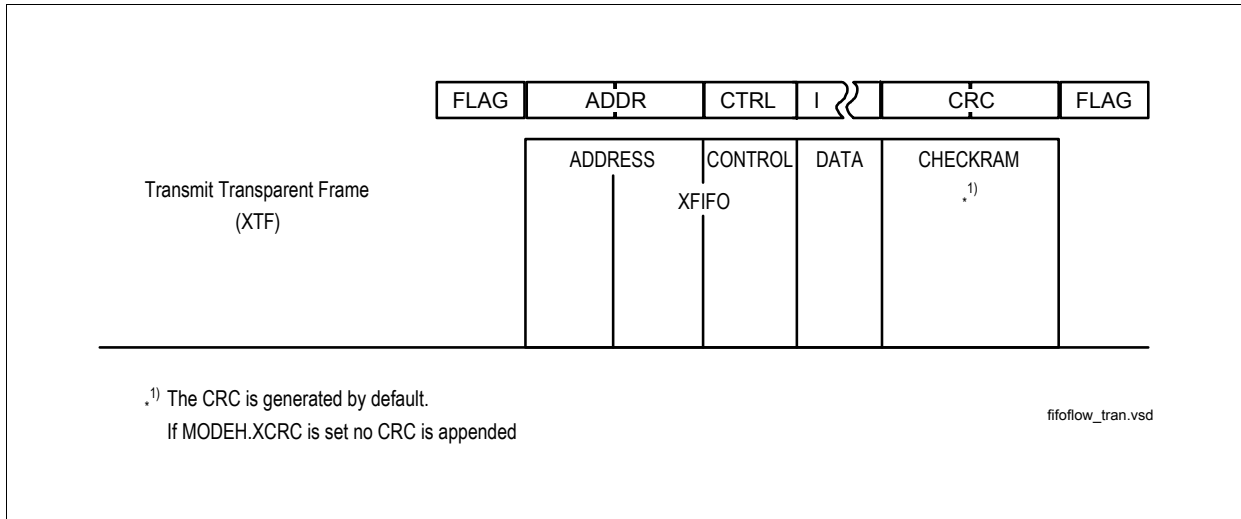 FLAG ADDR CTRL I CRC FLAG
ADDRESS CONTROL DATA CHECKRAM
Transmit Transparent Frame
(XTF)
XFIFO
*1)
*1) The CRC is generated by default.
If MODEH.XCRC is set no CRC is appended
fifoflow_tran.vsd